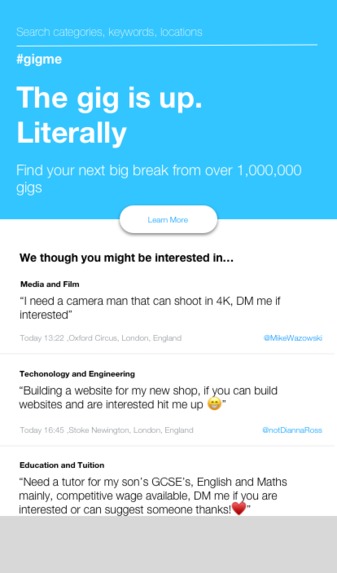 Search categories, keywords, locations
#gigme
The gig is up.
Literally
Find your next big break from over 1,000,000
gigs
Learn More
We though you might be interested in...
Media and Film
“I need a camera man that can shoot in 4K, DM me if
interested”
Today 13:22 ,Oxford Circus, London, England @MikeWazowski
Techonology and Engineering
“Building a website for my new shop, if you can build
websites and are interested hit me up 😁”
Today 16:45 ,Stoke Newington, London, England @notDiannaRoss
Education and Tuition
“Need a tutor for my son’s GCSE’s, English and Maths
mainly, competitive wage available, DM me if you are
interested or can suggest someone thanks!❤️”